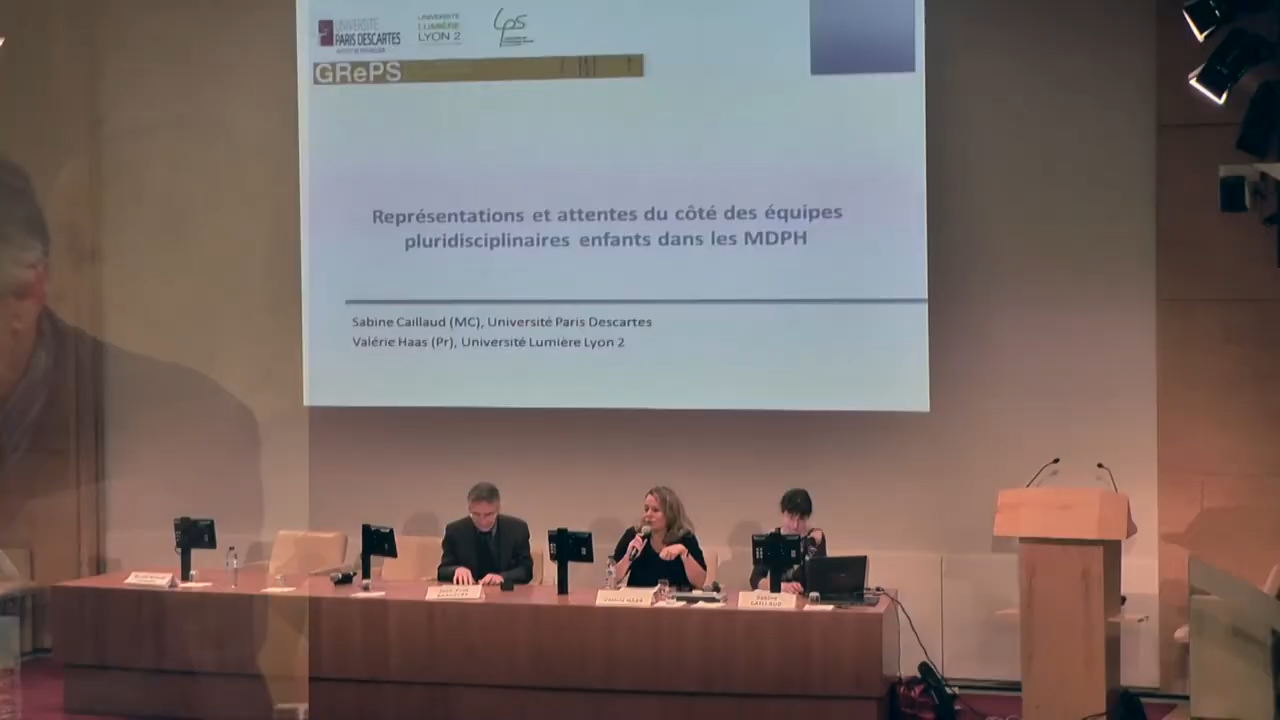 UNIVERSITÉ
PARIS DESCARTES
UNIVERSITÉ
LUMIÈRE
LYON 2
GRePS
Représentations et attentes du côté des équipes
pluridisciplinaires enfants dans les MDPH
Sabine Caillaud (MC), Université Paris Descartes
Valérie Haas (Pr), Université Lumière Lyon 2
Sabine
CAILLAUD